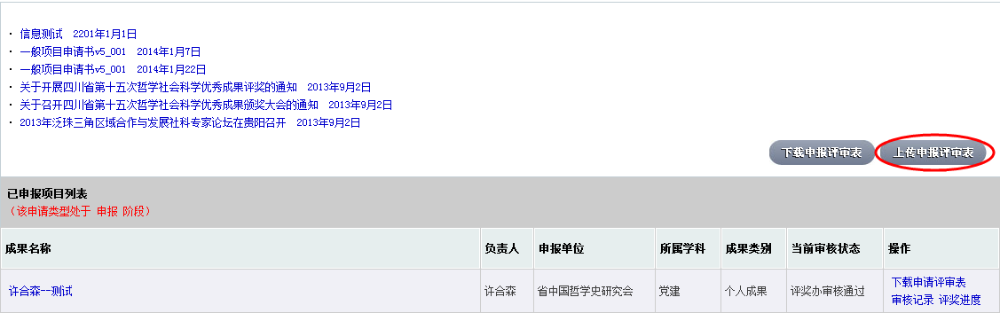 · 信息测试 2201年1月1日
· 一般项目申请书v5_001 2014年1月7日
· 一般项目申请书v5_001 2014年1月22日
· 关于开展四川省第十五次哲学社会科学优秀成果评奖的通知 2013年9月2日
· 关于召开四川省第十五次哲学社会科学优秀成果颁奖大会的通知 2013年9月2日
· 2013年泛珠三角区域合作与发展社科专家论坛在贵阳召开 2013年9月2日
下载申报评审表 上传申报评审表
已申报项目列表
（该申请类型处于 申报 阶段）
成果名称 负责人 申报单位 所属学科 成果类别 当前审核状态 操作
许合森--测试 许合森 省中国哲学史研究会 党建 个人成果 评奖办审核通过 下载申请评审表
审核记录 评奖进度